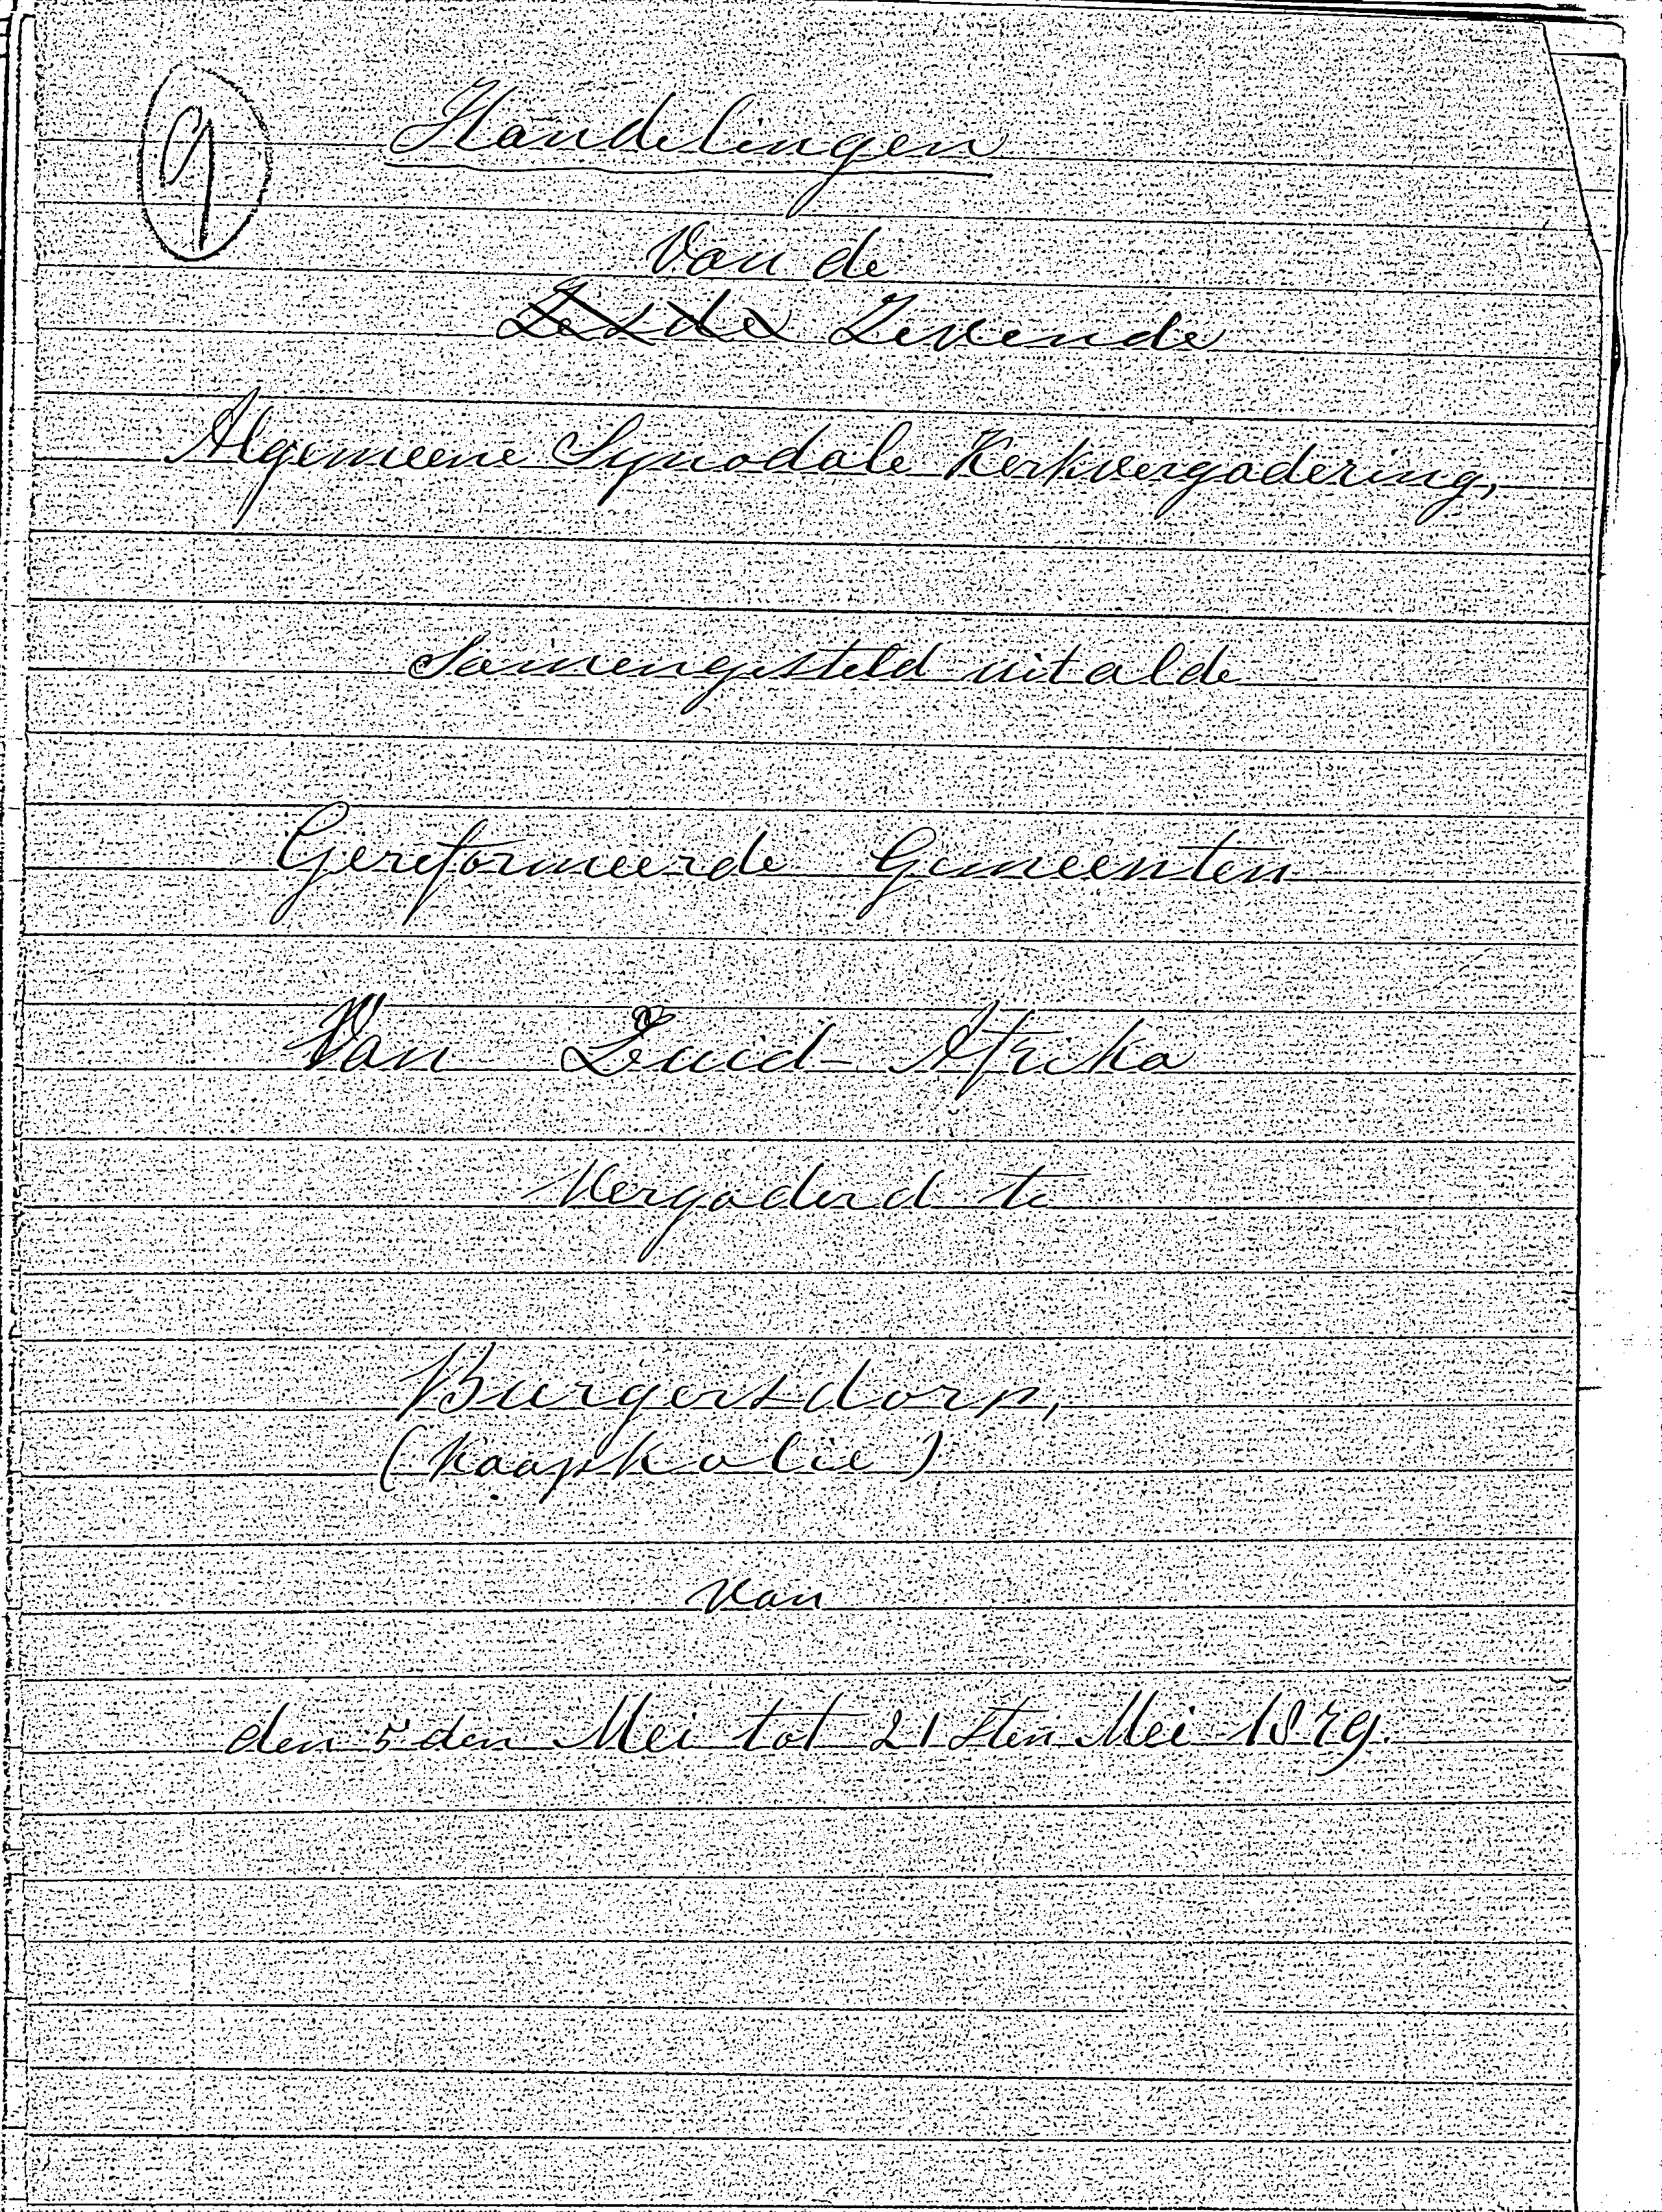 9
Handelingen
Van de
Zesde Zevende
Algemeene Synodale Kerkvergadering,
Samengesteld uit al de
Gereformeerde Gemeenten
Van Zuid-Afrika
Vergaderd te
Burgersdorp,
(Kaapkolie)
van
den 5den Mei tot 21sten Mei 1879.